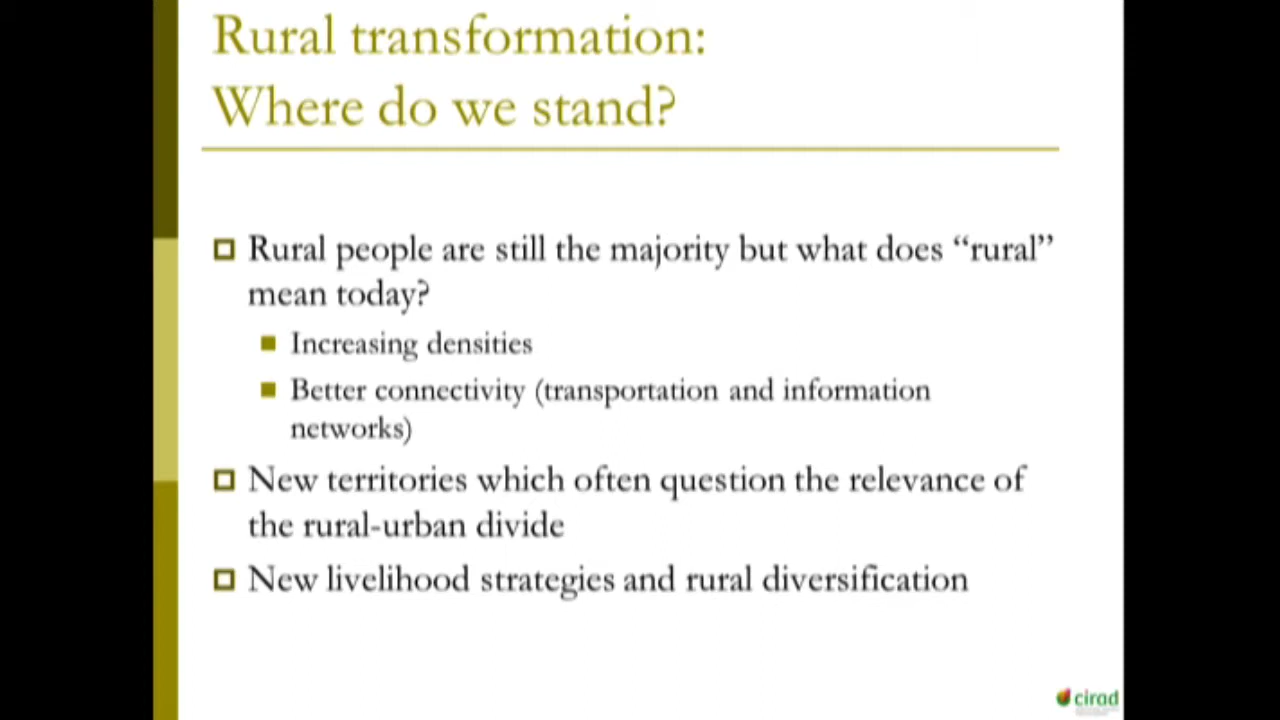 Rural transformation:
Where do we stand?
Rural people are still the majority but what does “rural”
mean today?
Increasing densities
Better connectivity (transportation and information
networks)
New territories which often question the relevance of
the rural-urban divide
New livelihood strategies and rural diversification
cirad